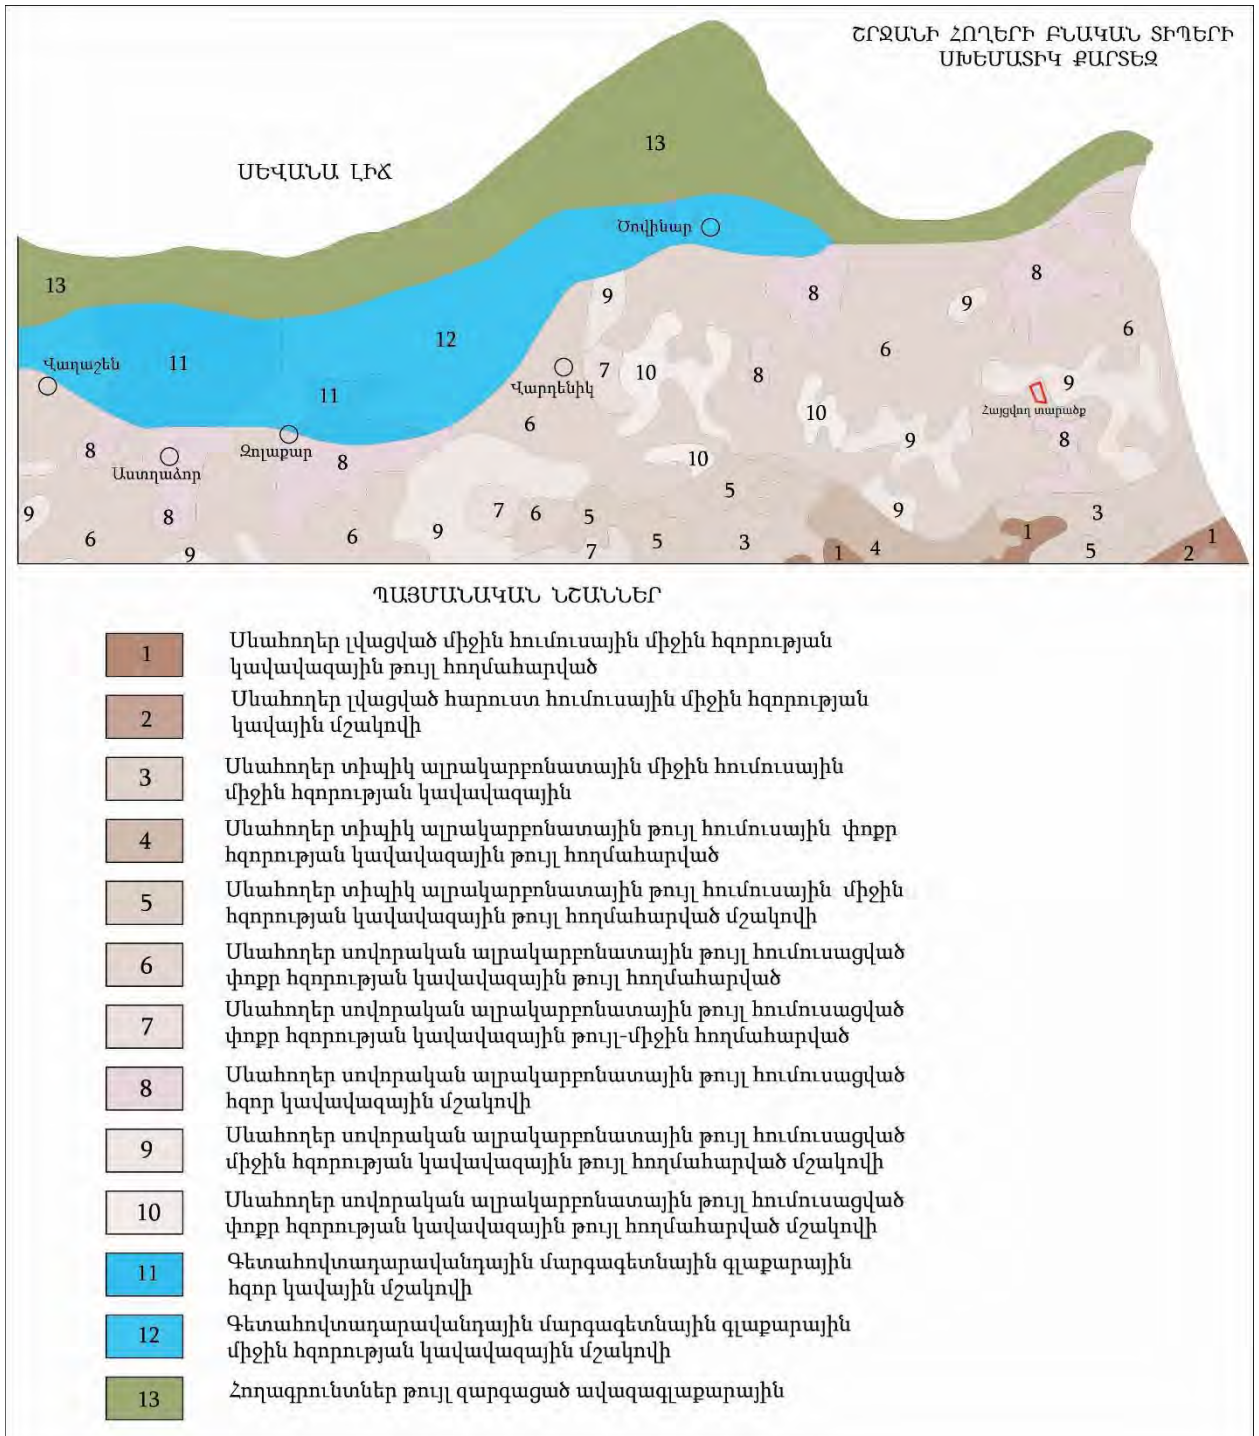 ՇՐՋԱՆԻ ՀՈՂԵՐԻ ԲՆԱԿԱՆ ՏԻՊԵՐԻ
ՍԽԵՄԱՏԻԿ ՔԱՐՏԵԶ
13
ՍԵՎԱՆԱ ԼԻՃ
Ծովինար
13
8
9
8
9
6
12
6
11
Վաղաշեն
Վարդենիկ
7
10
8
9
11
Հայցվող տարածք
10
6
9
8
Զոլաքար
8
8
Աստղաձոր
10
5
9
7
6
5
9
3
8
1
6
6
9
5
3
1
9
7
1
4
5
2
ՊԱՅՄԱՆԱԿԱՆ ՆՇԱՆՆԵՐ
1
Սևահողեր լվացված միջին հումուսային միջին հզորության
կավավազային թույլ հողմահարված
2
Սևահողեր լվացված հարուստ հումուսային միջին հզորության
կավային մշակովի
3
Սևահողեր տիպիկ ալրակարբոնատային միջին հումուսային
միջին հզորության կավավազային
4
Սևահողեր տիպիկ ալրակարբոնատային թույլ հումուսային փոքր
հզորության կավավազային թույլ հողմահարված
5
Սևահողեր տիպիկ ալրակարբոնատային թույլ հումուսային միջին
հզորության կավավազային թույլ հողմահարված մշակովի
6
Սևահողեր սովորական ալրակարբոնատային թույլ հումուսացված
փոքր հզորության կավավազային թույլ հողմահարված
7
Սևահողեր սովորական ալրակարբոնատային թույլ հումուսացված
փոքր հզորության կավավազային թույլ-միջին հողմահարված
8
Սևահողեր սովորական ալրակարբոնատային թույլ հումուսացված
հզոր կավավազային մշակովի
9
Սևահողեր սովորական ալրակարբոնատային թույլ հումուսացված
միջին հզորության կավավազային թույլ հողմահարված մշակովի
10
Սևահողեր սովորական ալրակարբոնատային թույլ հումուսացված
փոքր հզորության կավավազային թույլ հողմահարված մշակովի
11
Գետահովտադարավանդային մարգագետնային գլաքարային
հզոր կավային մշակովի
12
Գետահովտադարավանդային մարգագետնային գլաքարային
միջին հզորության կավավազային մշակովի
13
Հողագրունտներ թույլ զարգացած ավազագլաքարային